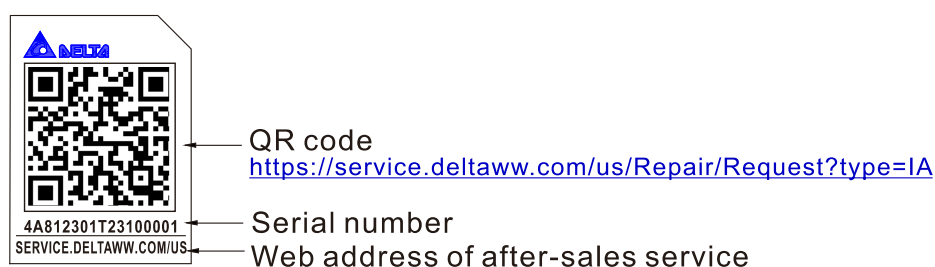 DELTA
QR code
https://service.deltaww.com/us/Repair/Request?type=IA
4A812301T23100001
Serial number
SERVICE.DELTAWW.COM/US
Web address of after-sales service